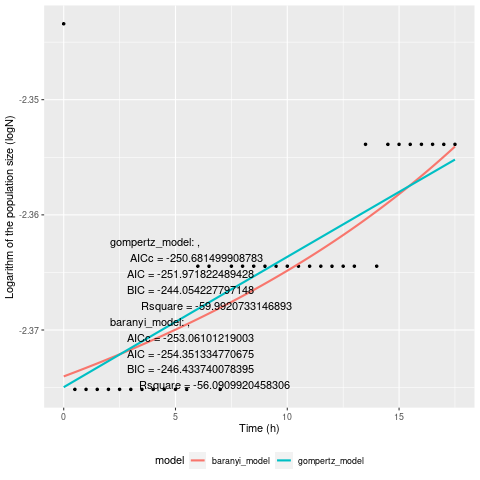 -2.35
-2.36
-2.37
Logarithm of the population size (logN)
gompertz_model: ,
AICc = -250.681499908783
AIC = -251.971822489428
BIC = -244.054227797148
Rsquare = -59.9920733146893
baranyi_model: ,
AICc = -253.06101219003
AIC = -254.351334770675
BIC = -246.433740078395
Rsquare = -56.0909920458306
0 5 10 15
Time (h)
model baranyi_model gompertz_model